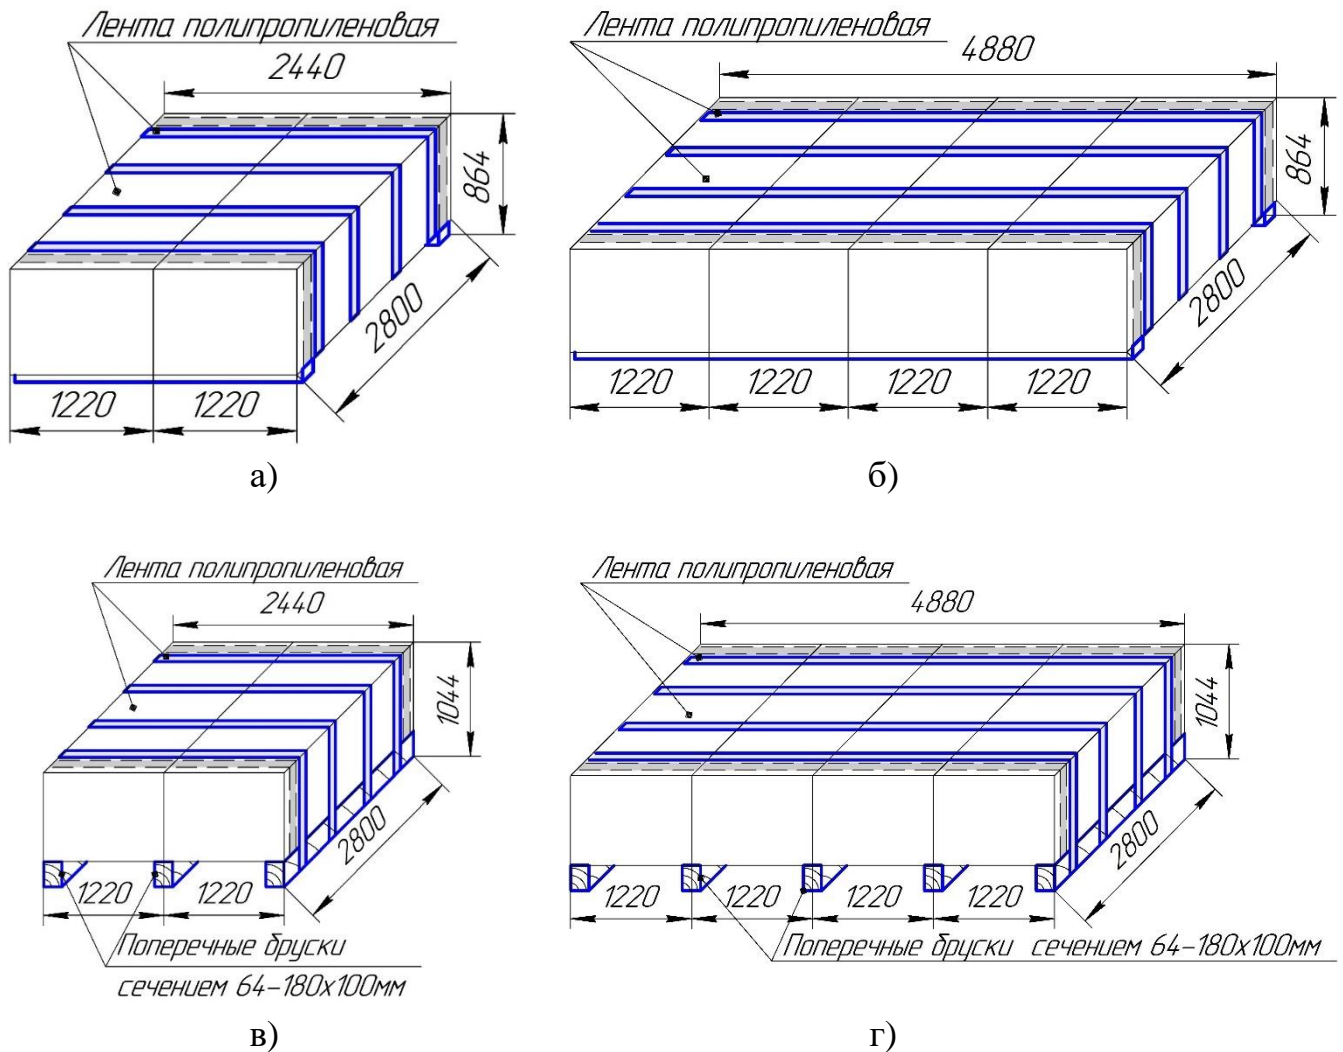 Лента полипропиленовая
2440
864
2800
1220 1220
а)
Лента полипропиленовая
4880
864
2800
1220 1220 1220 1220
б)
Лента полипропиленовая
2440
1044
2800
1220 1220
Поперечные бруски
сечением 64-180х100мм
в)
Лента полипропиленовая
4880
1044
2800
1220 1220 1220 1220
Поперечные бруски сечением 64-180х100мм
г)